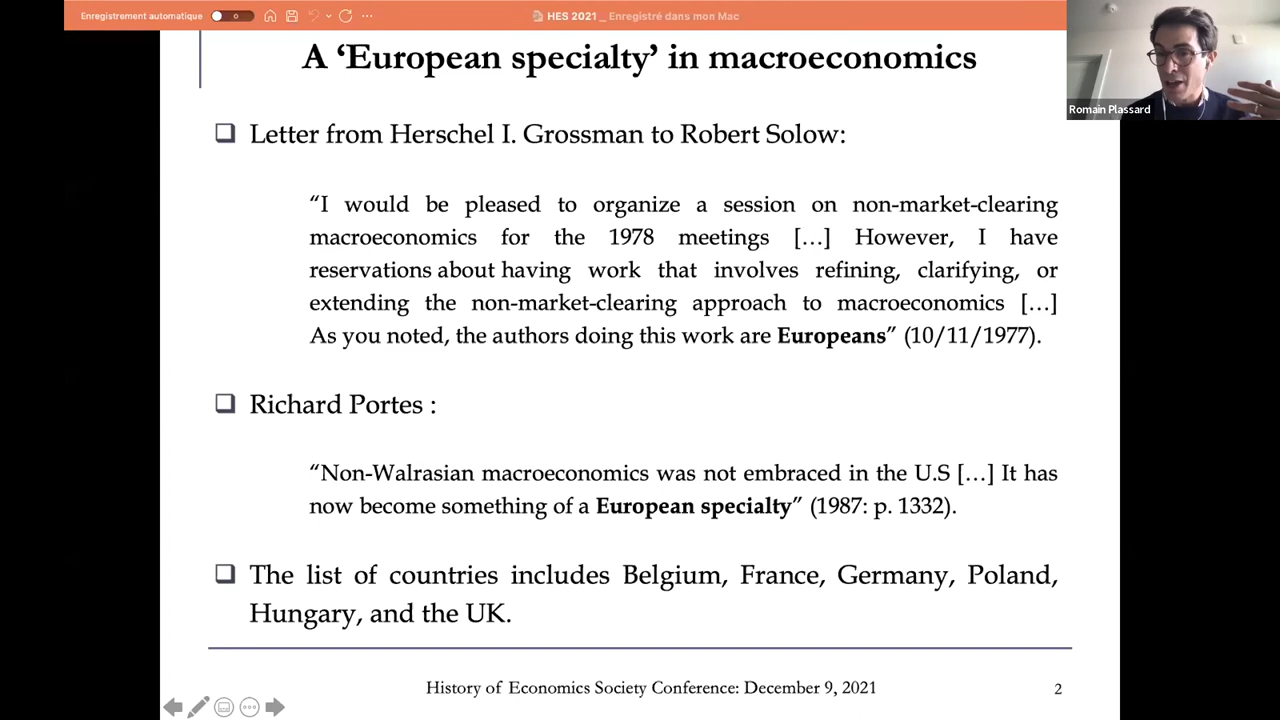 Enregistrement automatique
HES 2021 _ Enregistré dans mon Mac
A ‘European specialty’ in macroeconomics
Romain Plassard
Letter from Herschel I. Grossman to Robert Solow:
“I would be pleased to organize a session on non-market-clearing
macroeconomics for the 1978 meetings [...] However, I have
reservations about having work that involves refining, clarifying, or
extending the non-market-clearing approach to macroeconomics [...]
As you noted, the authors doing this work are Europeans” (10/11/1977).
Richard Portes :
“Non-Walrasian macroeconomics was not embraced in the U.S [...] It has
now become something of a European specialty” (1987: p. 1332).
The list of countries includes Belgium, France, Germany, Poland,
Hungary, and the UK.
History of Economics Society Conference: December 9, 2021
2